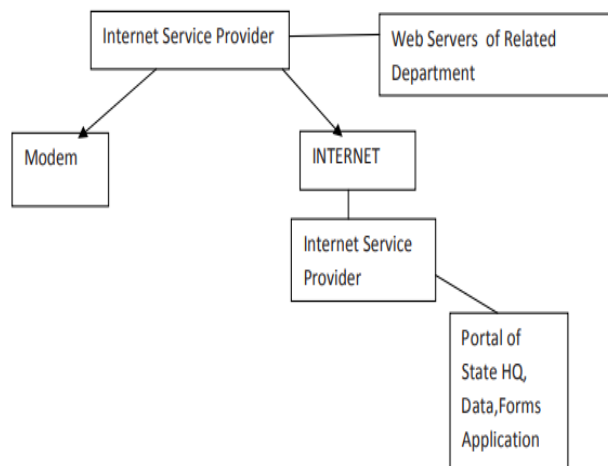 Internet Service Provider
Web Servers of Related
Department
Modem
INTERNET
Internet Service
Provider
Portal of
State HQ,
Data,Forms
Application